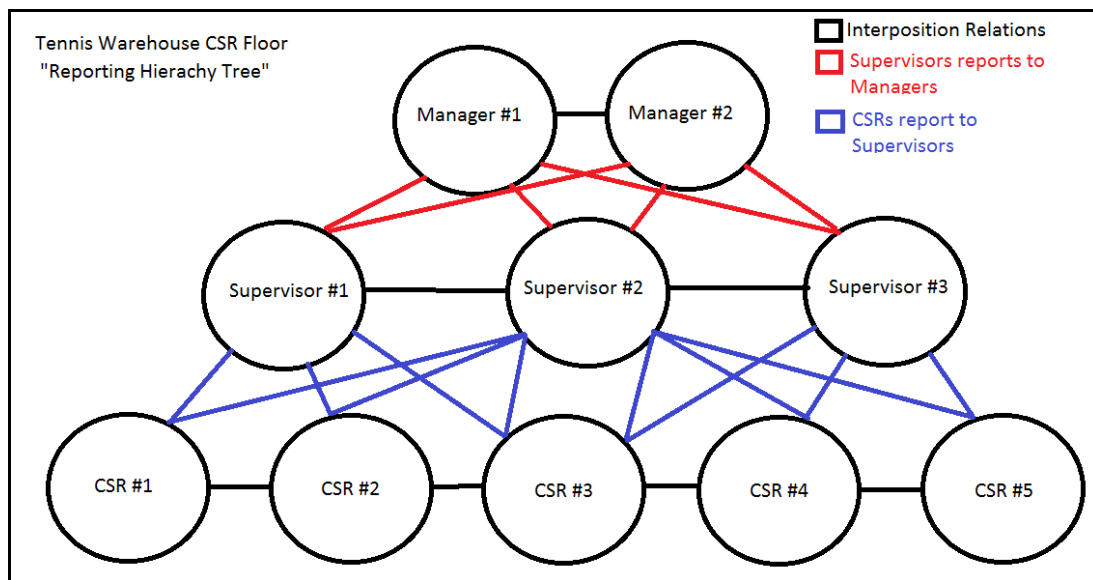 Tennis Warehouse CSR Floor
"Reporting Hierachy Tree"
Interposition Relations
Supervisors reports to
Managers
CSRs report to
Supervisors
Manager #1
Manager #2
Supervisor #1
Supervisor #2
Supervisor #3
CSR #1
CSR #2
CSR #3
CSR #4
CSR #5